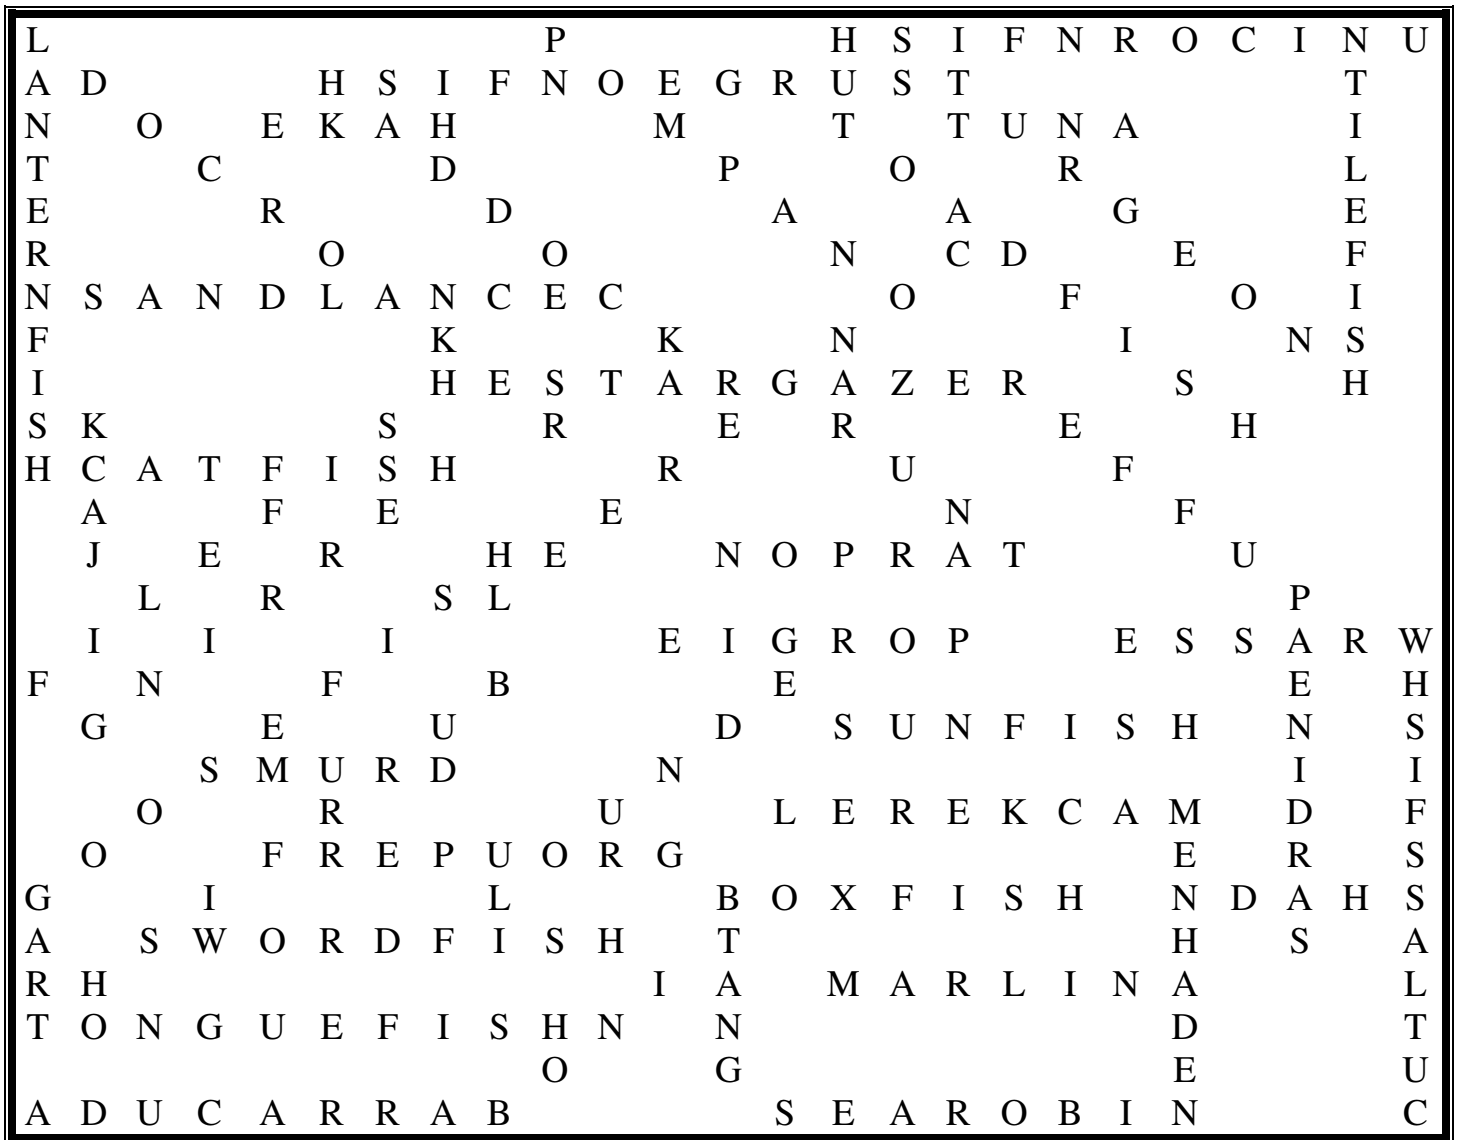 L P H S I F N R O C I N U
A D H S I F N O E G R U S T T
N O E K A H M T T U N A I
T C D P O R L
E R D A A G E
R O O N C D E F
N S A N D L A N C E C O F O I
F K K N I N S
I H E S T A R G A Z E R S H
S K S R E R E H
H C A T F I S H R U F
A F E E N F
J E R H E N O P R A T U
L R S L P
I I I E I G R O P E S S A R W
F N F B E E H
G E U D S U N F I S H N S
S M U R D N I I
O R U L E R E K C A M D F
O F R E P U O R G E R S
G I L B O X F I S H N D A H S
A S W O R D F I S H T H S A
R H I A M A R L I N A L
T O N G U E F I S H N N D T
O G E U
A D U C A R R A B S E A R O B I N C